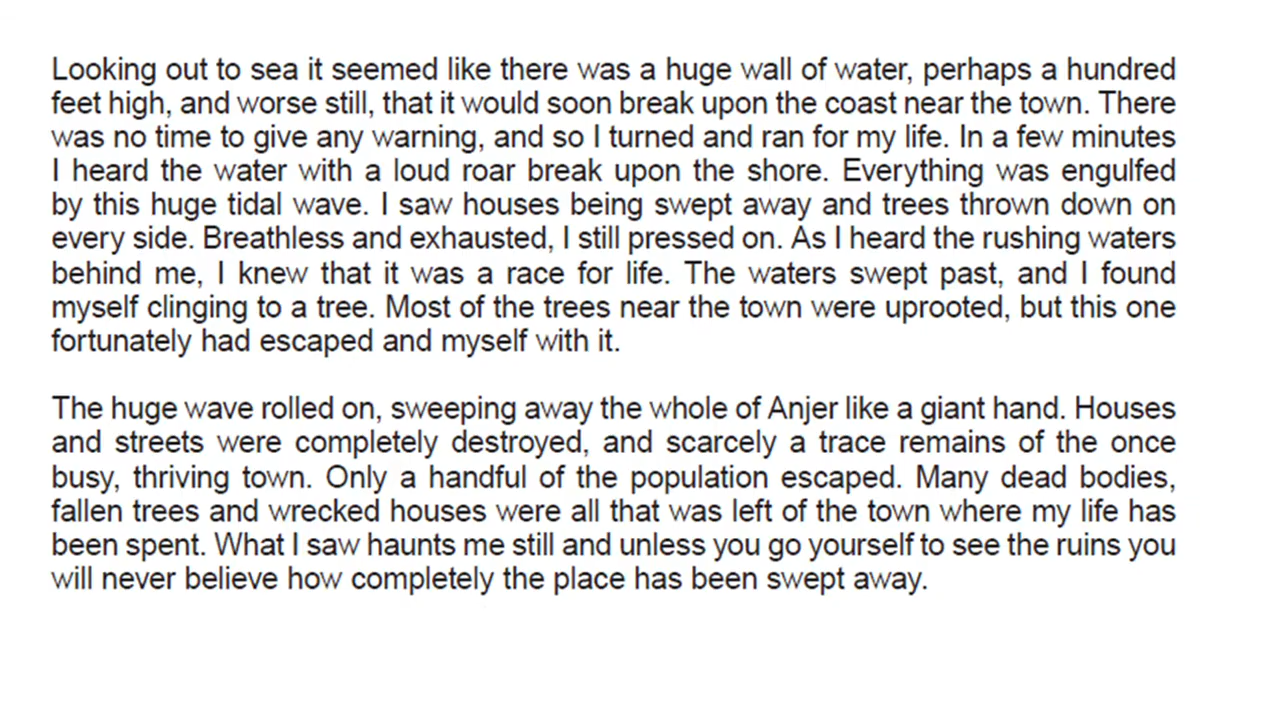 Looking out to sea it seemed like there was a huge wall of water, perhaps a hundred
feet high, and worse still, that it would soon break upon the coast near the town. There
was no time to give any warning, and so I turned and ran for my life. In a few minutes
I heard the water with a loud roar break upon the shore. Everything was engulfed
by this huge tidal wave. I saw houses being swept away and trees thrown down on
every side. Breathless and exhausted, I still pressed on. As I heard the rushing waters
behind me, I knew that it was a race for life. The waters swept past, and I found
myself clinging to a tree. Most of the trees near the town were uprooted, but this one
fortunately had escaped and myself with it.
The huge wave rolled on, sweeping away the whole of Anjer like a giant hand. Houses
and streets were completely destroyed, and scarcely a trace remains of the once
busy, thriving town. Only a handful of the population escaped. Many dead bodies,
fallen trees and wrecked houses were all that was left of the town where my life has
been spent. What I saw haunts me still and unless you go yourself to see the ruins you
will never believe how completely the place has been swept away.